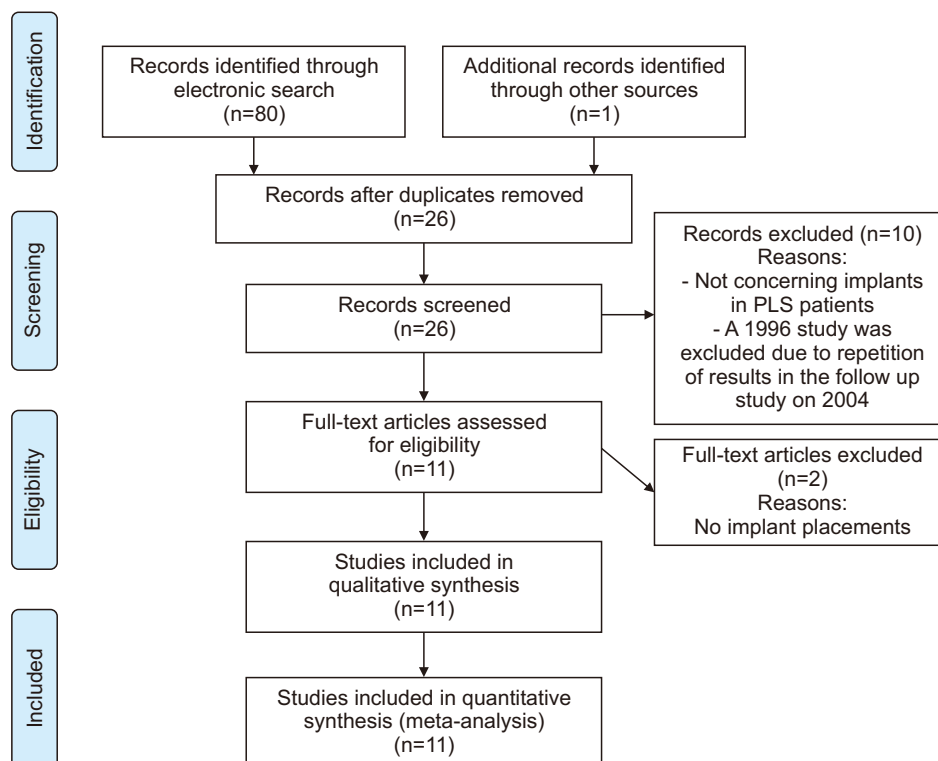 Identification
Records identified through
electronic search
(n=80)
Additional records identified
through other sources
(n=1)
Records after duplicates removed
(n=26)
Screening
Records screened
(n=26)
Records excluded (n=10)
Reasons:
- Not concerning implants
in PLS patients
- A 1996 study was
excluded due to repetition
of results in the follow up
study on 2004
Eligibility
Full-text articles assessed
for eligibility
(n=11)
Full-text articles excluded
(n=2)
Reasons:
No implant placements
Studies included in
qualitative synthesis
(n=11)
Included
Studies included in quantitative
synthesis (meta-analysis)
(n=11)